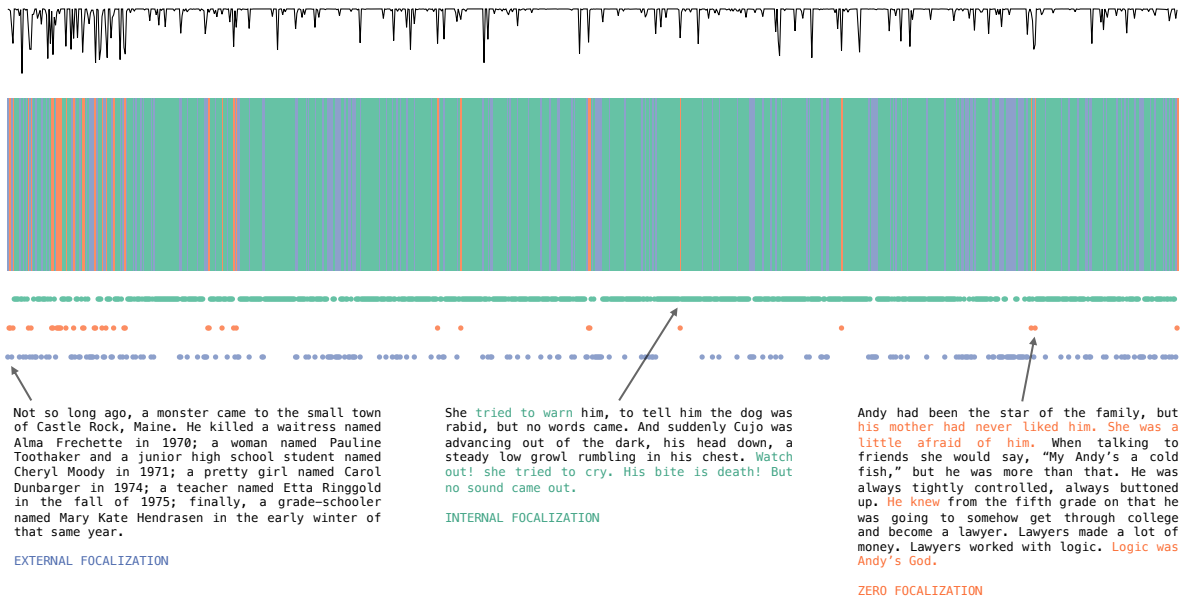 Not so long ago, a monster came to the small town
of Castle Rock, Maine. He killed a waitress named
Alma Frechette in 1970; a woman named Pauline
Toothaker and a junior high school student named
Cheryl Moody in 1971; a pretty girl named Carol
Dunbarger in 1974; a teacher named Etta Ringgold
in the fall of 1975; finally, a grade-schooler
named Mary Kate Hendrasen in the early winter of
that same year.
EXTERNAL FOCALIZATION
She tried to warn him, to tell him the dog was
rabid, but no words came. And suddenly Cujo was
advancing out of the dark, his head down, a
steady low growl rumbling in his chest. Watch
out! she tried to cry. His bite is death! But
no sound came out.
INTERNAL FOCALIZATION
Andy had been the star of the family, but
his mother had never liked him. She was a
little afraid of him. When talking to
friends she would say, “My Andy’s a cold
fish,” but he was more than that. He was
always tightly controlled, always buttoned
up. He knew from the fifth grade on that he
was going to somehow get through college
and become a lawyer. Lawyers made a lot of
money. Lawyers worked with logic. Logic was
Andy’s God.
ZERO FOCALIZATION